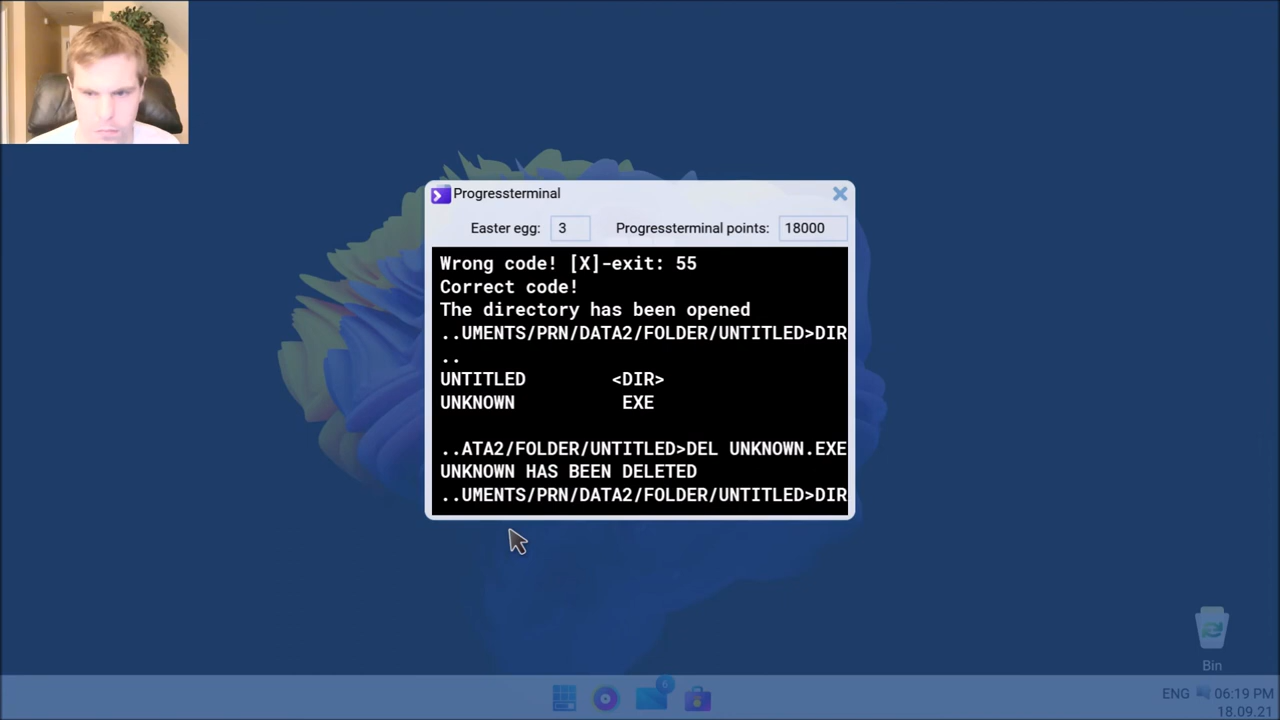 Progressterminal
Easter egg: 3 Progressterminal points: 18000
Wrong code! [X]-exit: 55
Correct code!
The directory has been opened
..UMENTS/PRN/DATA2/FOLDER/UNTITLED>DIR
..
UNTITLED <DIR>
UNKNOWN EXE
..ATA2/FOLDER/UNTITLED>DEL UNKNOWN.EXE
UNKNOWN HAS BEEN DELETED
..UMENTS/PRN/DATA2/FOLDER/UNTITLED>DIR
Bin
6
ENG 06:19 PM
18.09.21